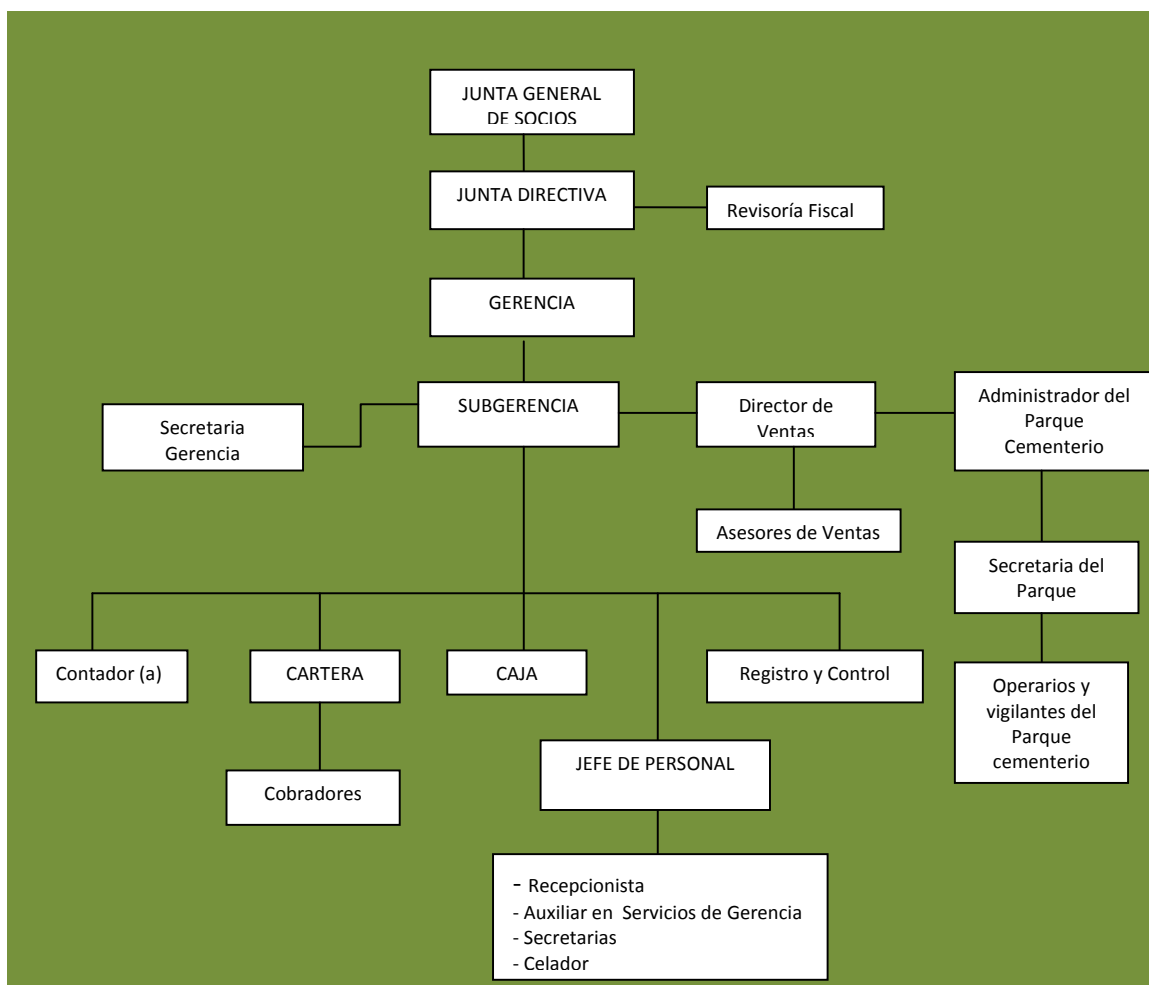 JUNTA GENERAL
DE SOCIOS
JUNTA DIRECTIVA
Revisoría Fiscal
GERENCIA
Secretaria
Gerencia
SUBGERENCIA
Director de
Ventas
Administrador del
Parque
Cementerio
Asesores de Ventas
Secretaria del
Parque
Contador (a)
CARTERA
CAJA
Registro y Control
Operarios y
vigilantes del
Parque
cementerio
JEFE DE PERSONAL
Cobradores
- Recepcionista
- Auxiliar en  Servicios de Gerencia
- Secretarias
- Celador